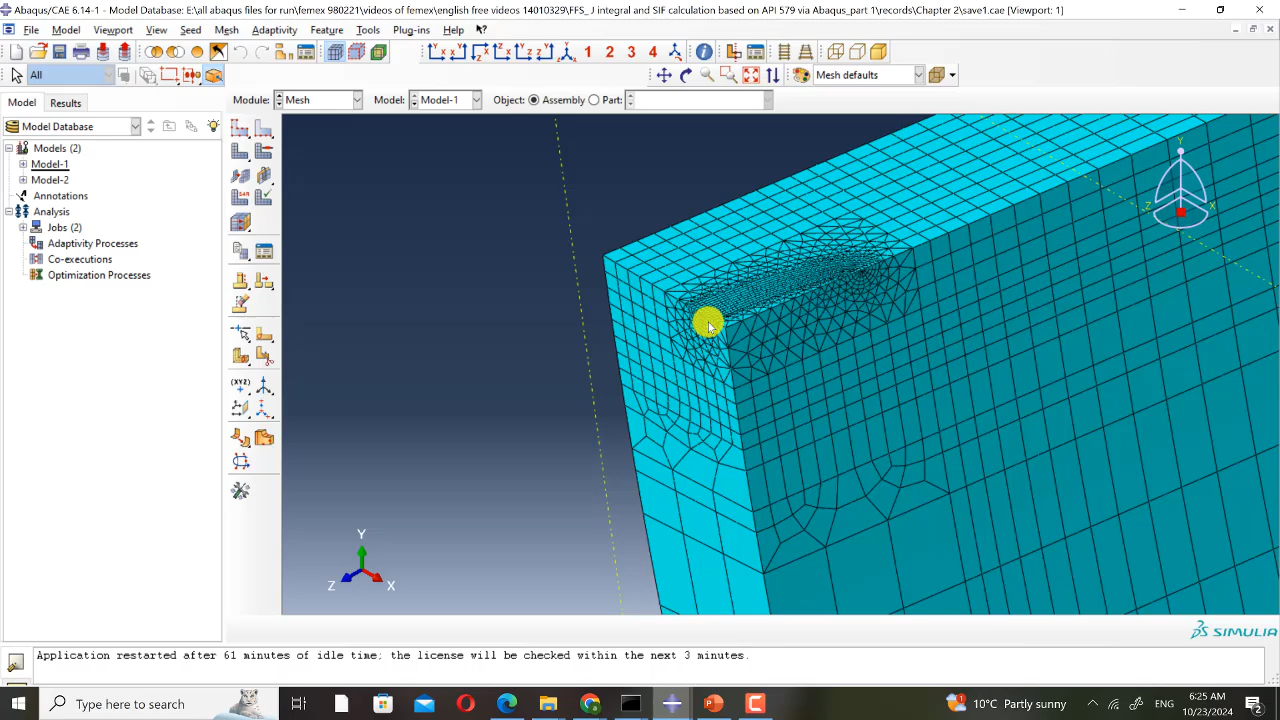 Abaqus/CAE 6.14-1 - Model Database: E:\all abaqus files for run\femex 980221\videos of femex\english free videos 14010329\FFS_ J integral and SIF calculation based on API 579 via Abaqus_part 1\records\Chapter 2\save1.cae [Viewport: 1]
File Model Viewport View Seed Mesh Adaptivity Feature Tools Plug-ins Help
1 2 3 4
All
Mesh defaults
Model Results
Module: Mesh Model: Model-1 Object: Assembly Part:
Model Database
Models (2)
Model-1
Model-2
Annotations
Analysis
Jobs (2)
Adaptivity Processes
Co-executions
Optimization Processes
Y
Z X
Y
Z X
SIMULIA
Application restarted after 61 minutes of idle time; the license will be checked within the next 3 minutes.
Type here to search
10°C Partly sunny
ENG
6:25 AM
10/23/2024
2